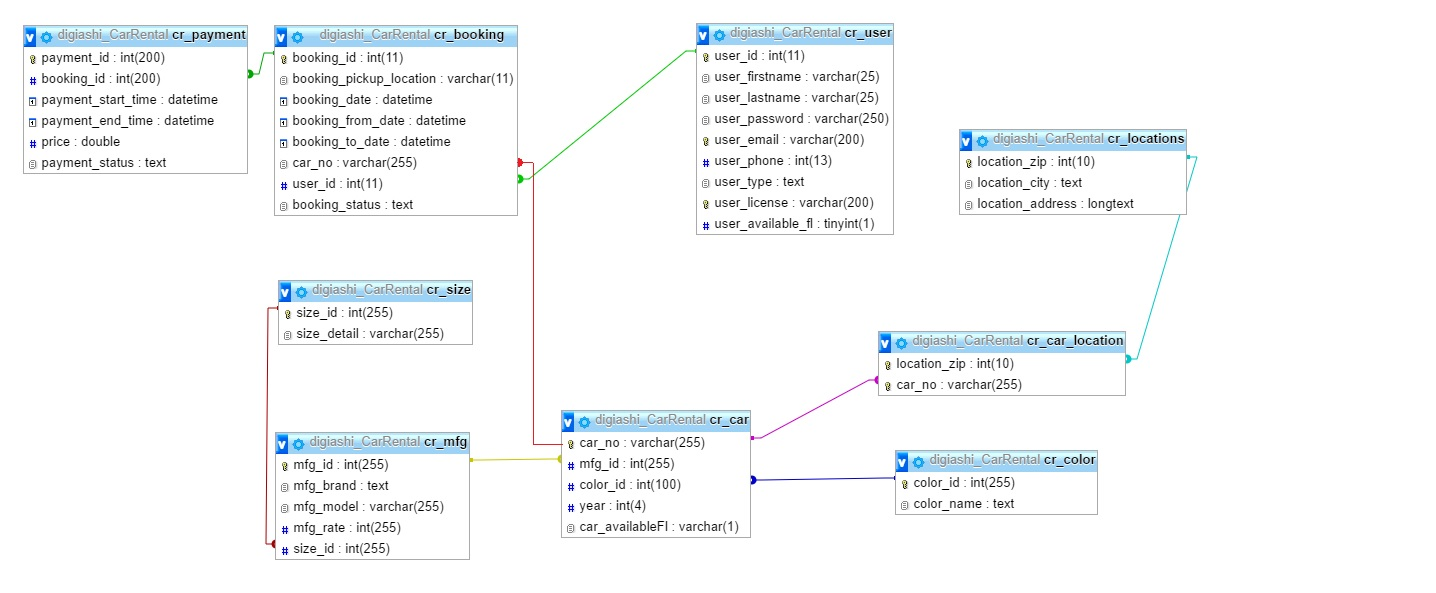 digiashi_CarRental cr_payment
payment_id : int(200)
booking_id : int(200)
payment_start_time : datetime
payment_end_time : datetime
price : double
payment_status : text
digiashi_CarRental cr_booking
booking_id : int(11)
booking_pickup_location : varchar(11)
booking_date : datetime
booking_from_date : datetime
booking_to_date : datetime
car_no : varchar(255)
user_id : int(11)
booking_status : text
digiashi_CarRental cr_user
user_id : int(11)
user_firstname : varchar(25)
user_lastname : varchar(25)
user_password : varchar(250)
user_email : varchar(200)
user_phone : int(13)
user_type : text
user_license : varchar(200)
user_available_fl : tinyint(1)
digiashi_CarRental cr_locations
location_zip : int(10)
location_city : text
location_address : longtext
digiashi_CarRental cr_size
size_id : int(255)
size_detail : varchar(255)
digiashi_CarRental cr_car_location
location_zip : int(10)
car_no : varchar(255)
digiashi_CarRental cr_mfg
mfg_id : int(255)
mfg_brand : text
mfg_model : varchar(255)
mfg_rate : int(255)
size_id : int(255)
digiashi_CarRental cr_car
car_no : varchar(255)
mfg_id : int(255)
color_id : int(100)
year : int(4)
car_availableFl : varchar(1)
digiashi_CarRental cr_color
color_id : int(255)
color_name : text